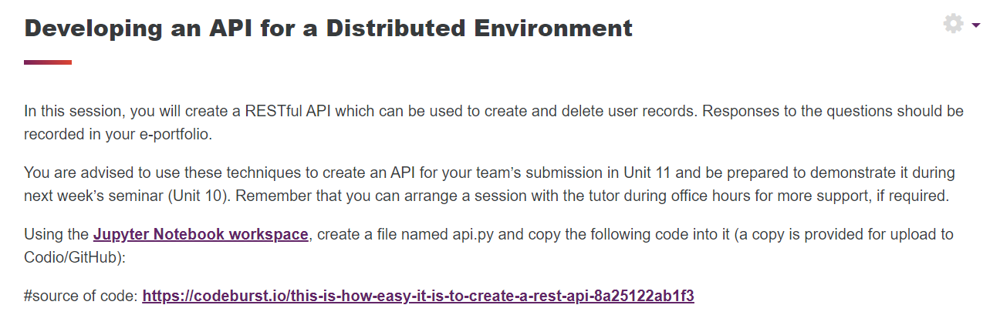 Developing an API for a Distributed Environment
In this session, you will create a RESTful API which can be used to create and delete user records. Responses to the questions should be
recorded in your e-portfolio.
You are advised to use these techniques to create an API for your team’s submission in Unit 11 and be prepared to demonstrate it during
next week’s seminar (Unit 10). Remember that you can arrange a session with the tutor during office hours for more support, if required.
Using the Jupyter Notebook workspace, create a file named api.py and copy the following code into it (a copy is provided for upload to
Codio/GitHub):
#source of code: https://codeburst.io/this-is-how-easy-it-is-to-create-a-rest-api-8a25122ab1f3